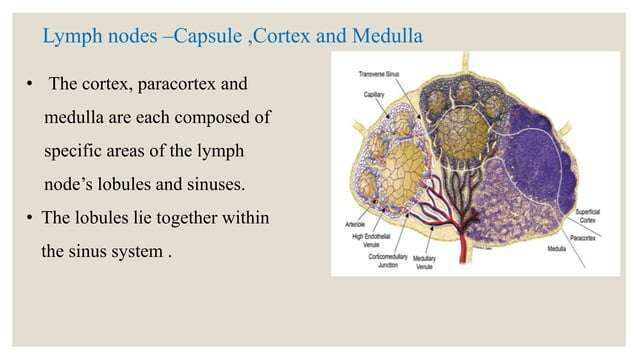 Lymph nodes –Capsule ,Cortex and Medulla
• The cortex, paracortex and
medulla are each composed of
specific areas of the lymph
node’s lobules and sinuses.
• The lobules lie together within
the sinus system .
Transverse Sinus
Capillary
Arteriole
High Endothelial
Venule
Corticomedullary
Junction
Medullary
Venule
Superficial
Cortex
Paracortex
Medulla